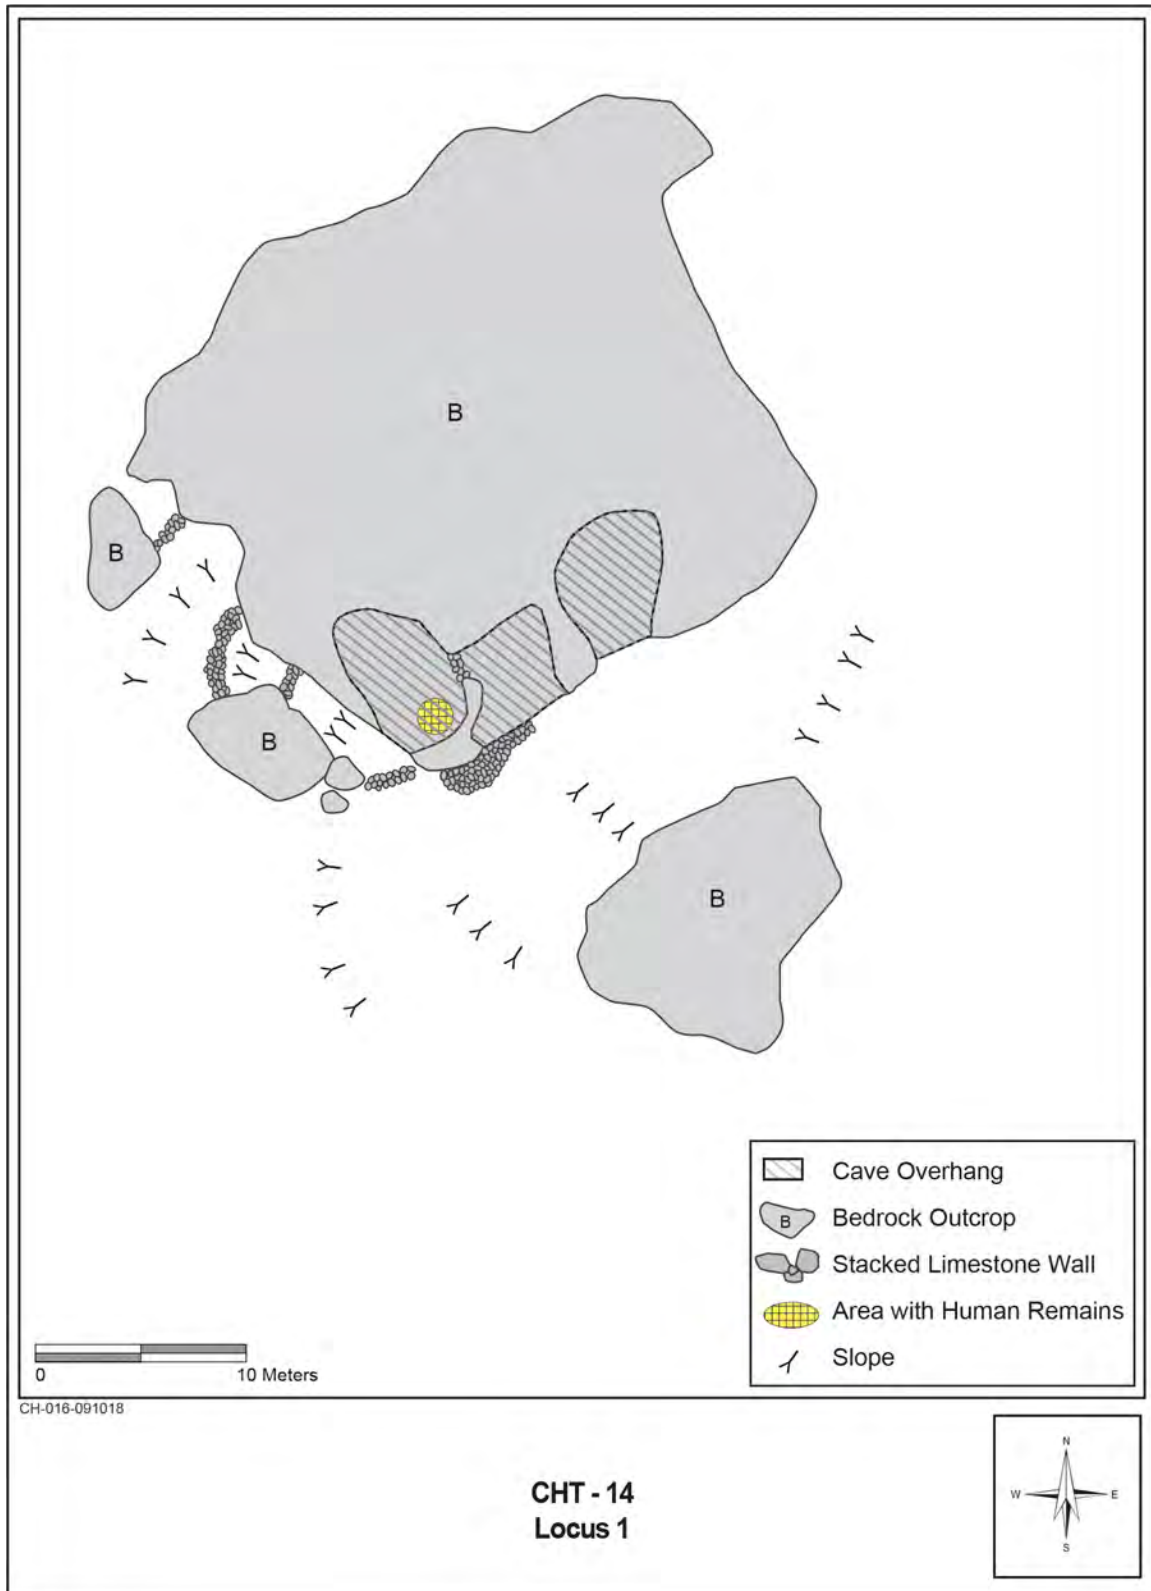 B
B
B
B
Cave Overhang
B
Bedrock Outcrop
Stacked Limestone Wall
Area with Human Remains
Slope
0
10 Meters
CH-016-091018
N
W
E
S
CHT - 14
Locus 1